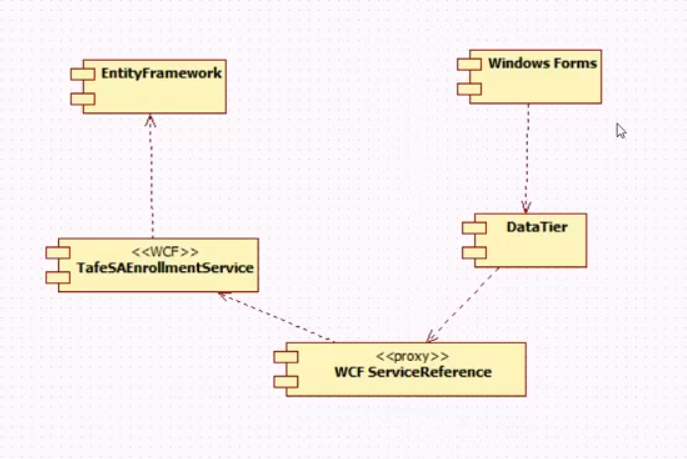 EntityFramework
Windows Forms
DataTier
<<WCF>>
TafeSAEnrollmentService
<<proxy>>
WCF ServiceReference